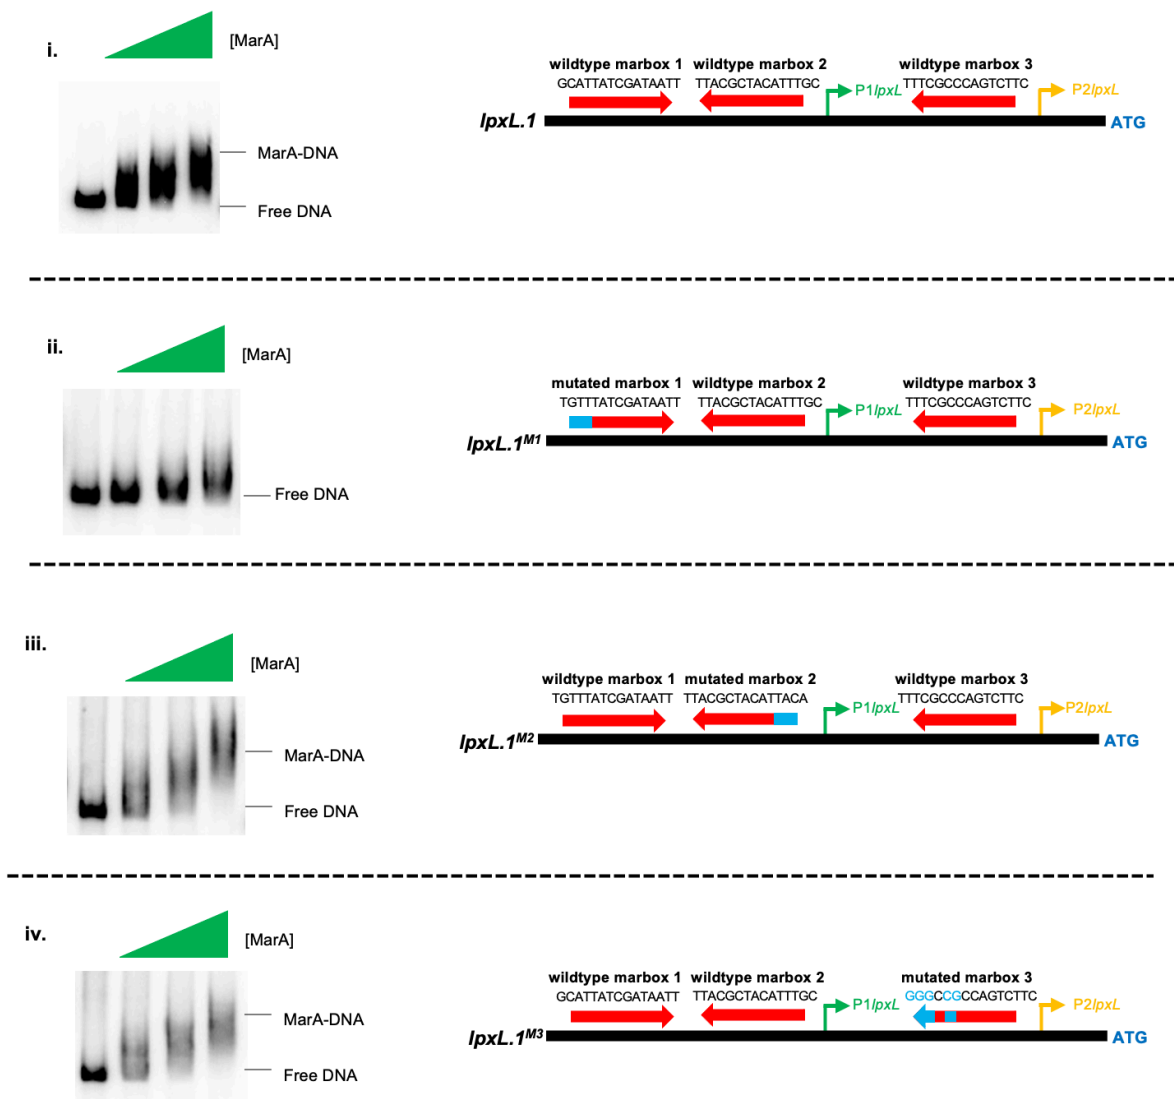 i.
[MarA]
MarA-DNA
Free DNA
wildtype marbox 1 wildtype marbox 2 wildtype marbox 3
GCATTATCGATAATT TTACGCTACATTTGC TTTCGCCCAGTCTTC
P1lpxL P2lpxL
lpxL.1 ATG
ii.
[MarA]
Free DNA
mutated marbox 1 wildtype marbox 2 wildtype marbox 3
TGTTTATCGATAATT TTACGCTACATTTGC TTTCGCCCAGTCTTC
P1lpxL P2lpxL
lpxL.1M1 ATG
iii.
[MarA]
MarA-DNA
Free DNA
wildtype marbox 1 mutated marbox 2 wildtype marbox 3
TGTTTATCGATAATT TTACGCTACATTACA TTTCGCCCAGTCTTC
P1lpxL P2lpxL
lpxL.1M2 ATG
iv.
[MarA]
MarA-DNA
Free DNA
wildtype marbox 1 wildtype marbox 2 mutated marbox 3
GCATTATCGATAATT TTACGCTACATTTGC GGGCCGCCAGTCTTC
P1lpxL P2lpxL
lpxL.1M3 ATG